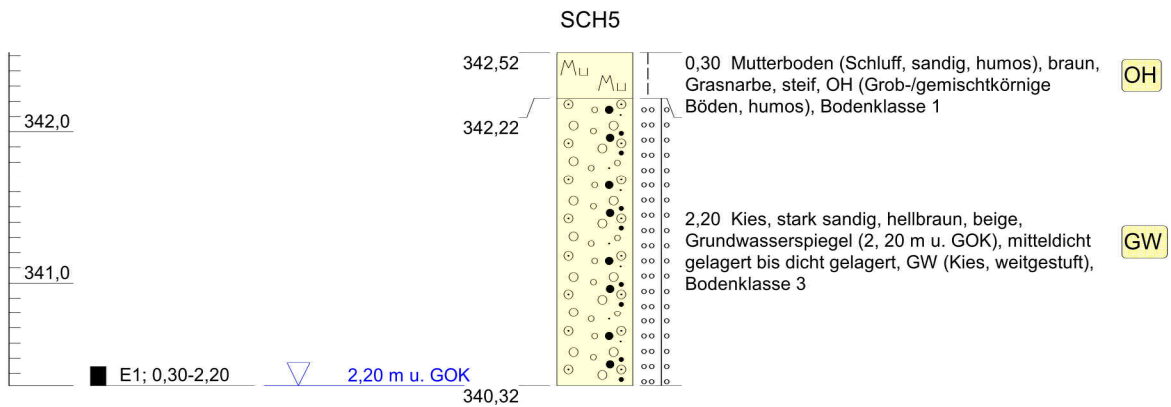 SCH5
342,52
Mu
Mu
0,30 Mutterboden (Schluff, sandig, humos), braun,
Grasnarbe, steif, OH (Grob-/gemischtkörnige
Böden, humos), Bodenklasse 1
OH
342,0
342,22
2,20 Kies, stark sandig, hellbraun, beige,
Grundwasserspiegel (2, 20 m u. GOK), mitteldicht
gelagert bis dicht gelagert, GW (Kies, weitgestuft),
Bodenklasse 3
GW
341,0
E1; 0,30-2,20
2,20 m u. GOK
340,32